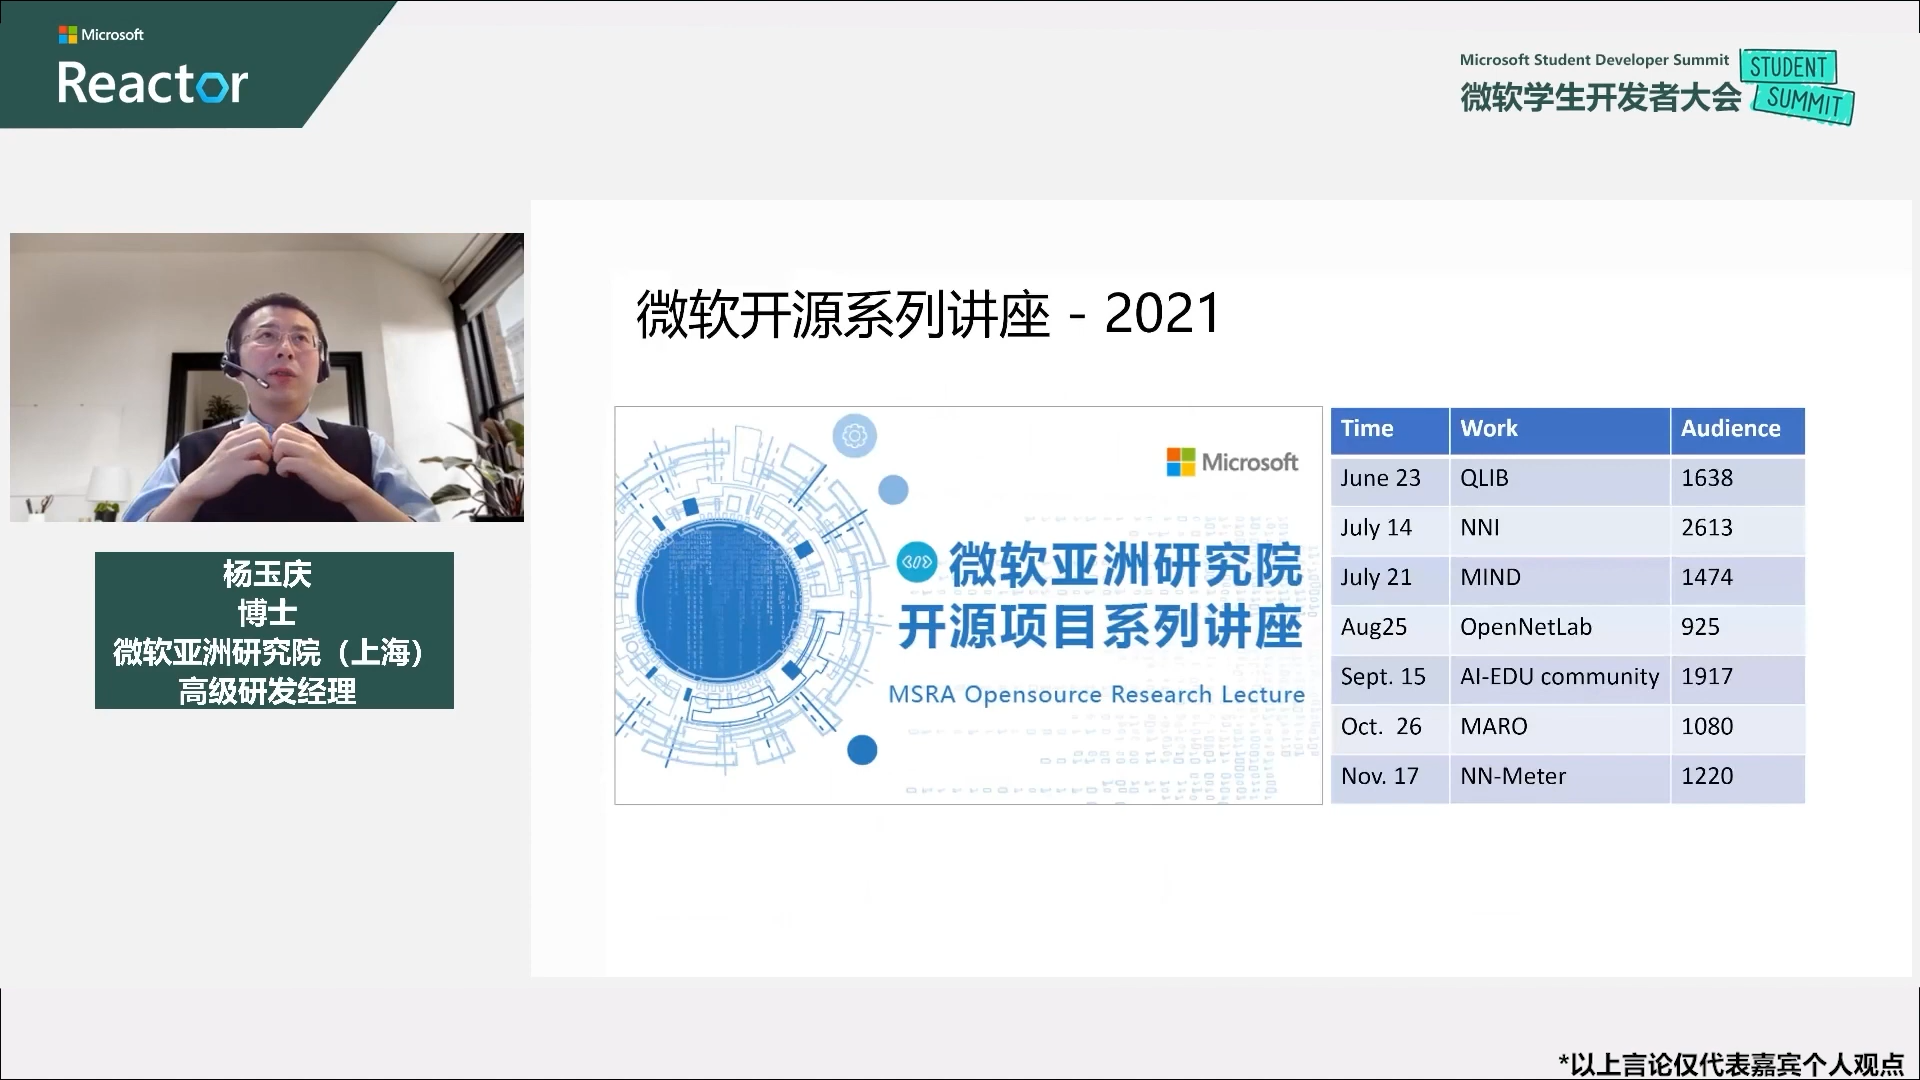 Microsoft
Reactor
Microsoft Student Developer Summit
微软学生开发者大会
STUDENT
SUMMIT
杨玉庆
博士
微软亚洲研究院（上海）
高级研发经理
微软开源系列讲座 - 2021
Microsoft
微软亚洲研究院
开源项目系列讲座
MSRA Opensource Research Lecture
Time Work Audience
June 23 QLIB 1638
July 14 NNI 2613
July 21 MIND 1474
Aug25 OpenNetLab 925
Sept. 15 AI-EDU community 1917
Oct. 26 MARO 1080
Nov. 17 NN-Meter 1220
*以上言论仅代表嘉宾个人观点